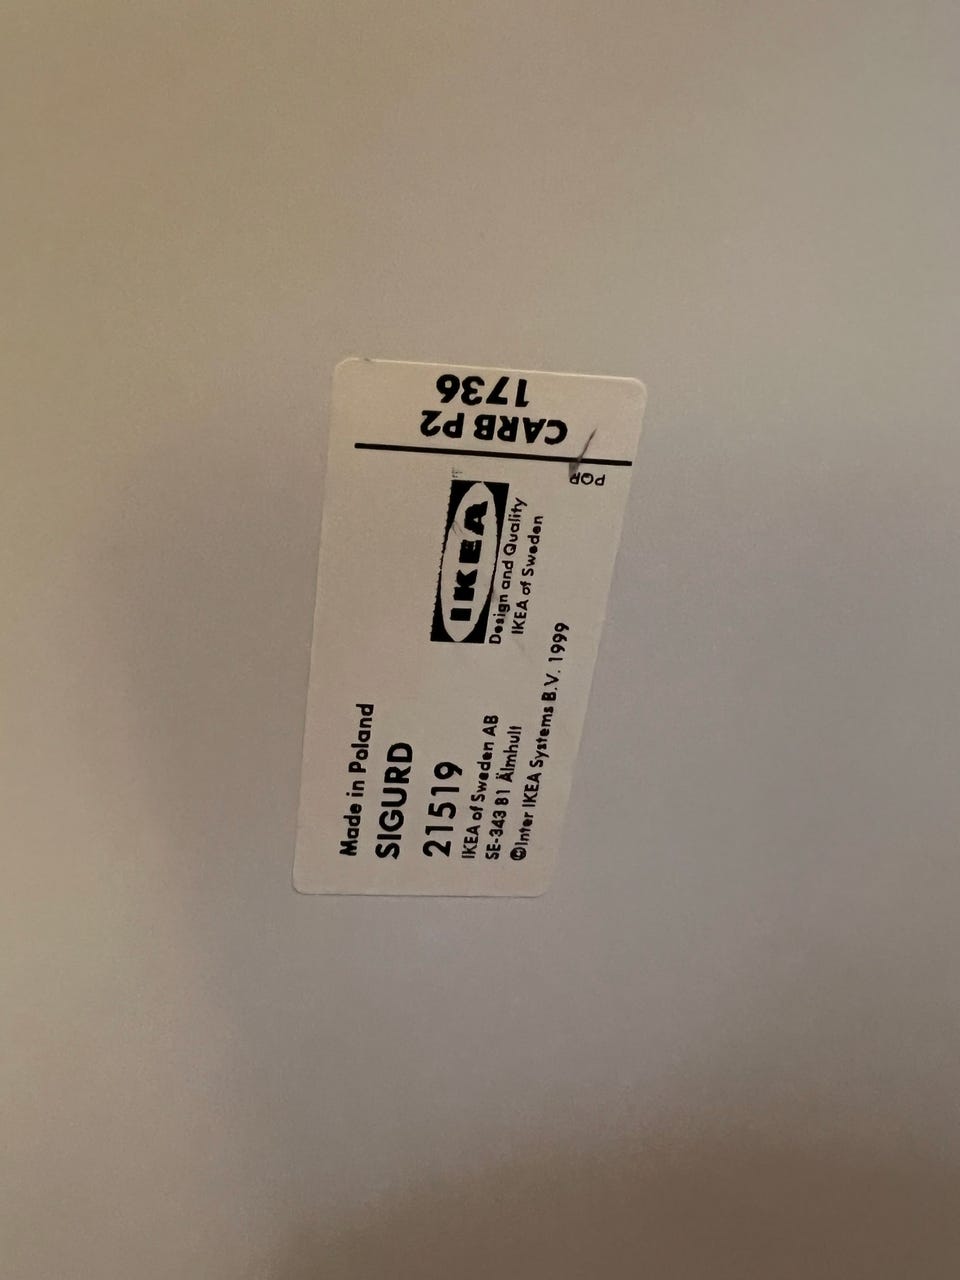 CARB P2
1736
POP
Made in Poland
SIGURD
21519
IKEA of Sweden AB
SE-343 81 Älmhult
©Inter IKEA Systems B.V. 1999
IKEA
Design and Quality
IKEA of Sweden